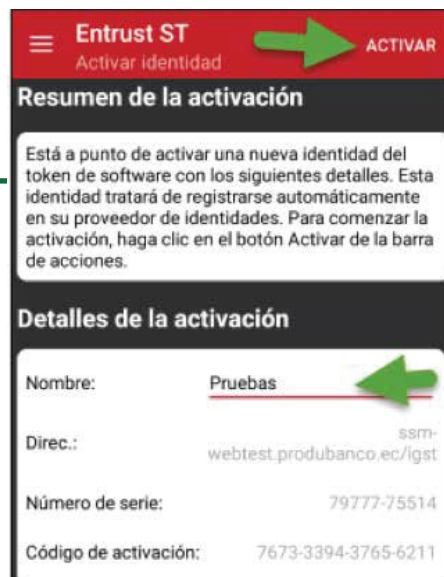 Entrust ST
Activar identidad
ACTIVAR
Resumen de la activación
Está a punto de activar una nueva identidad del
token de software con los siguientes detalles. Esta
identidad tratará de registrarse automáticamente
en su proveedor de identidades. Para comenzar la
activación, haga clic en el botón Activar de la barra
de acciones.
Detalles de la activación
Nombre: Pruebas
Direc.: ssm-
webtest.produbanco.ec/igst
Número de serie: 79777-75514
Código de activación: 7673-3394-3765-6211